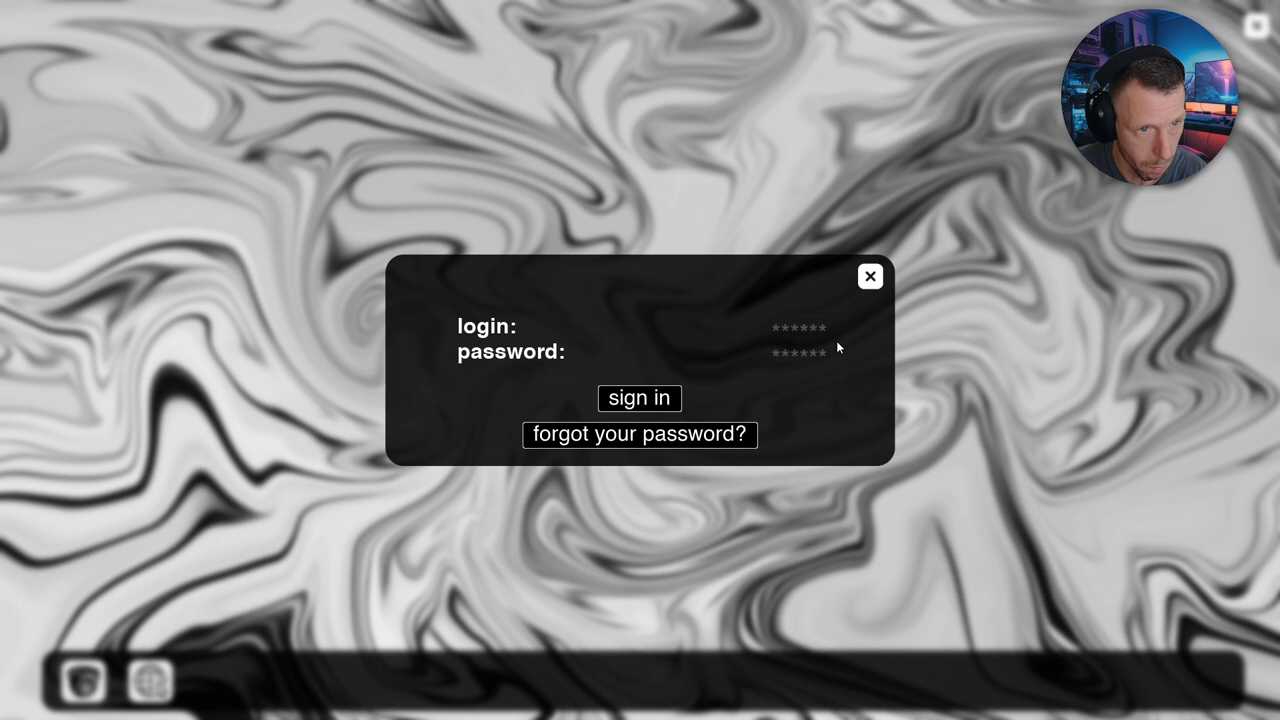 login: ******
password: ******
sign in
forgot your password?